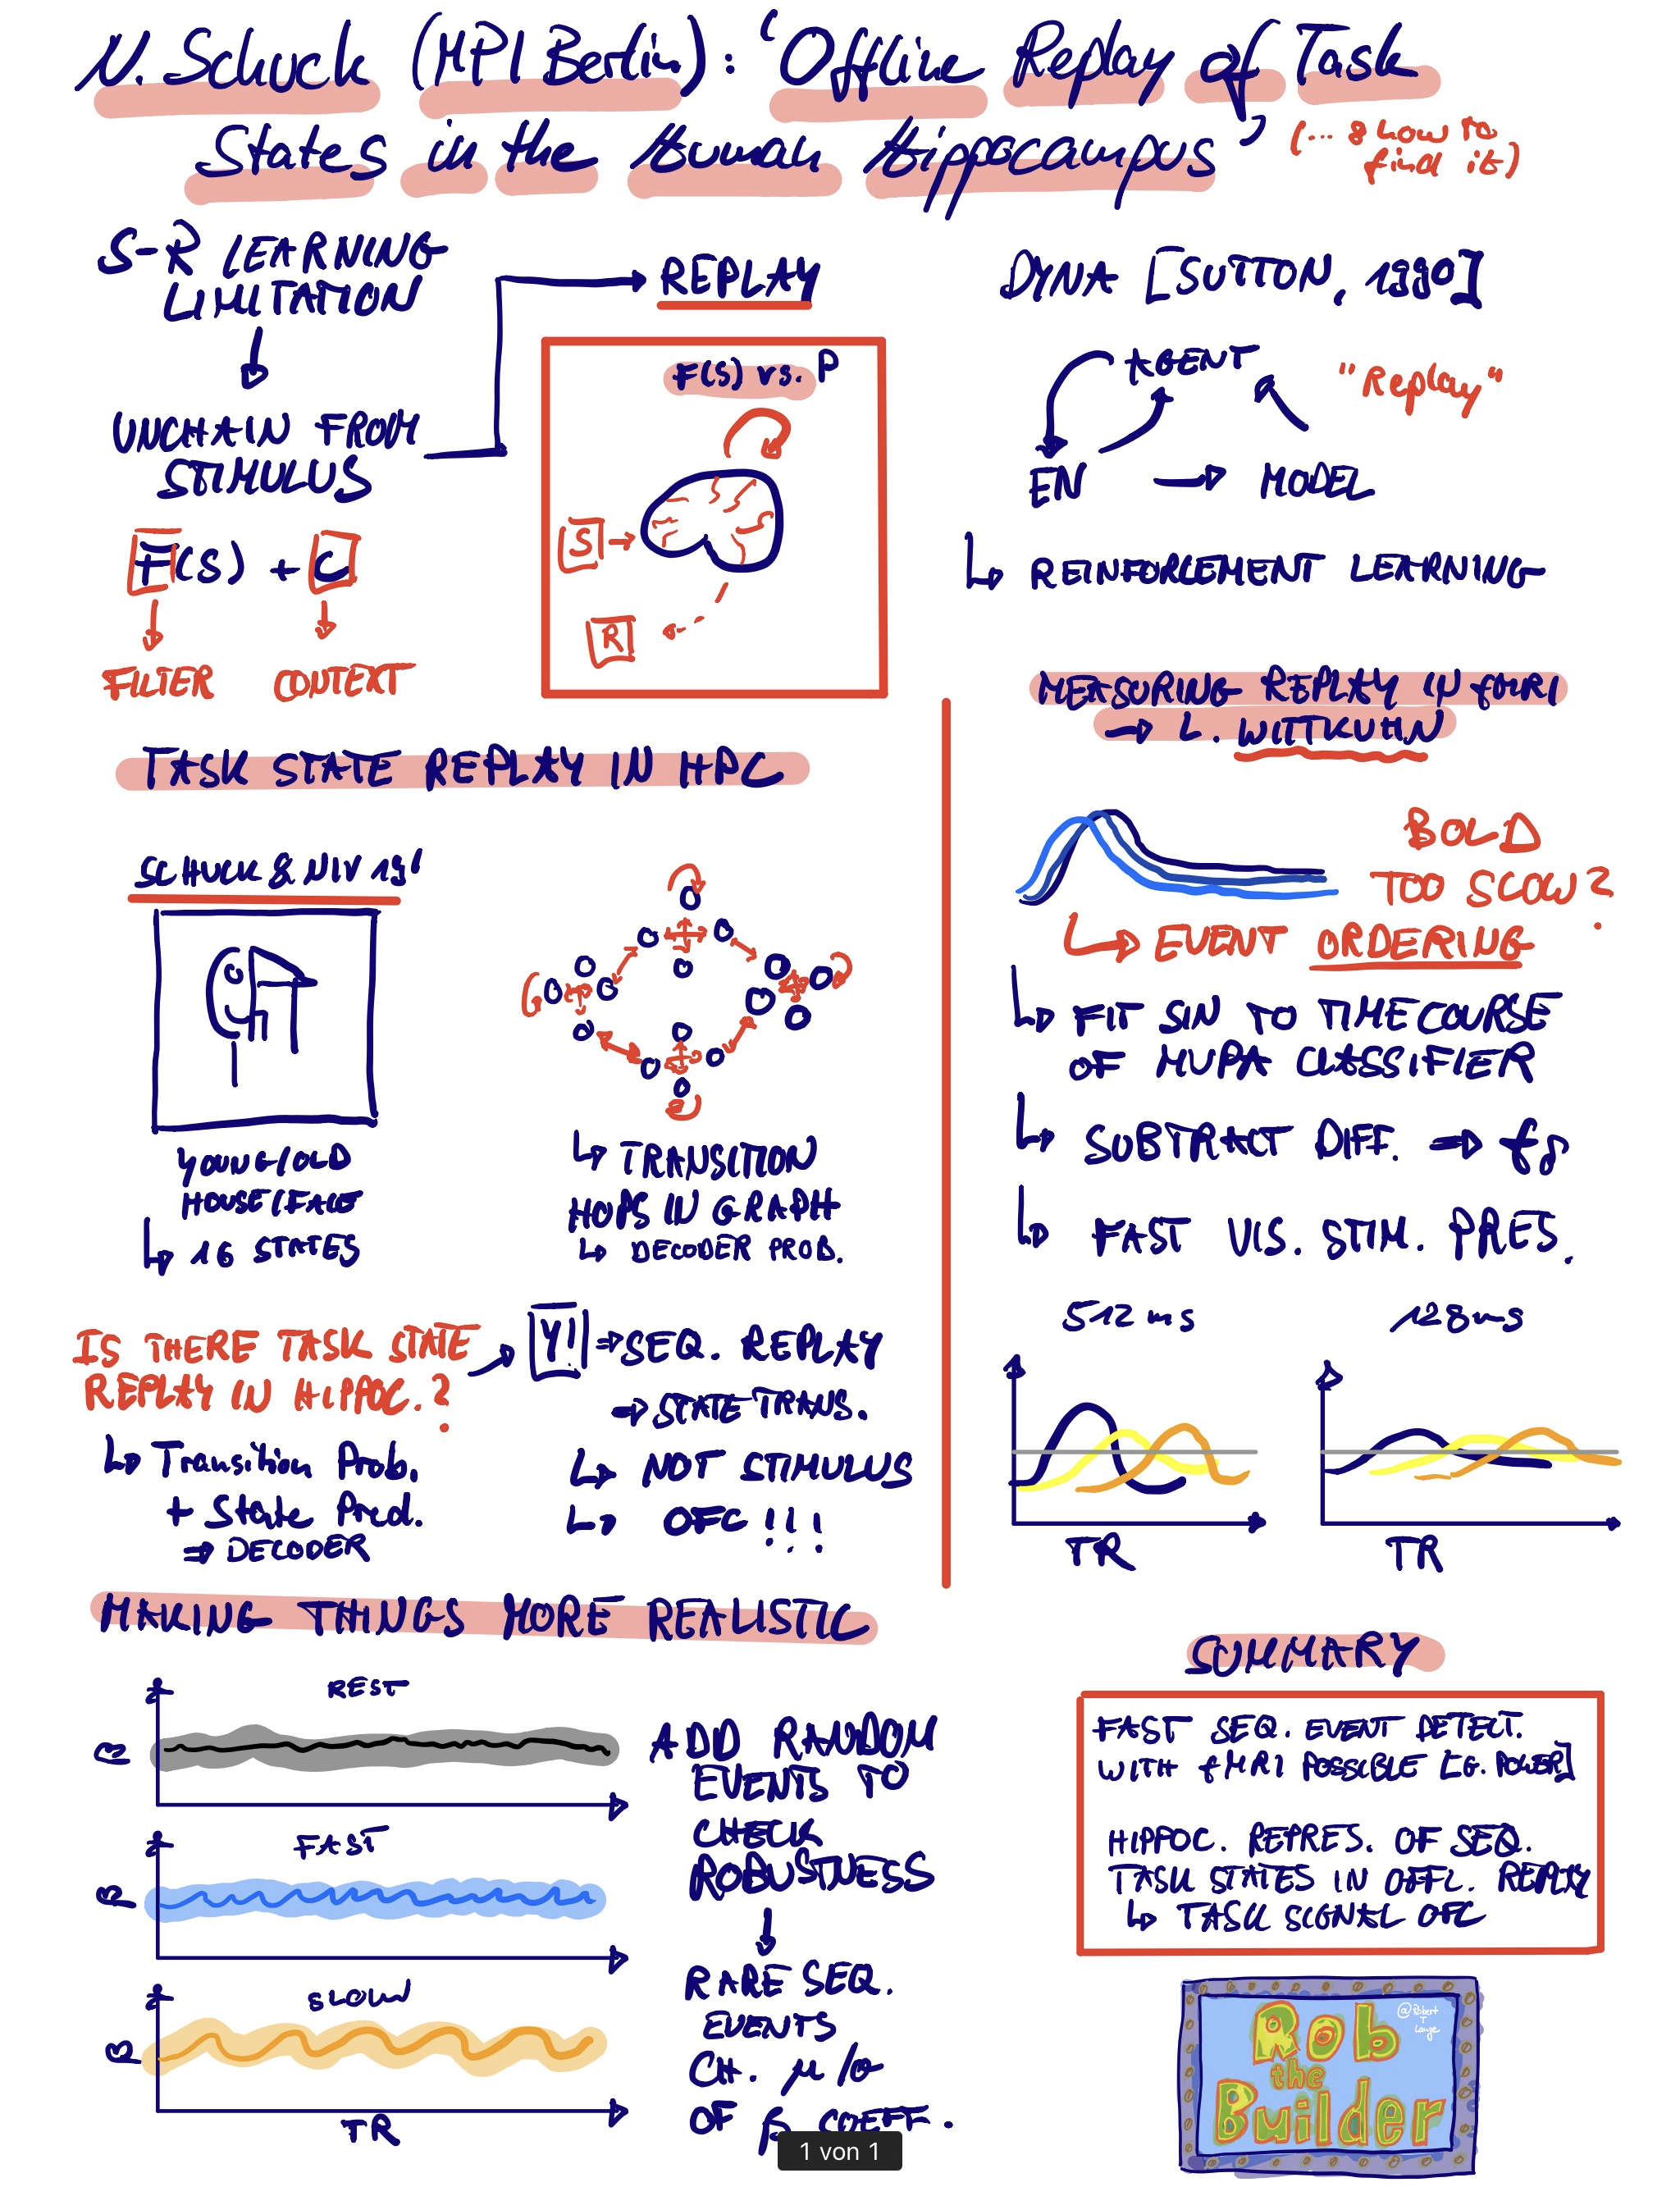 N. Schuck (MPI Berlin): 'Offline Replay of Task
States in the Human Hippocampus'
(... & how to
find it)
S-R LEARNING
LIMITATION
UNCHAIN FROM
STIMULUS
F(S) + C
FILTER CONTEXT
REPLAY
F(S) vs. P
S
R
DYNA [SUTTON, 1990]
AGENT
"Replay"
EN → MODEL
↳ REINFORCEMENT LEARNING
TASK STATE REPLAY IN HPC
SCHUCK & NIV 19'
YOUNG/OLD
HOUSE/FACE
↳ 16 STATES
↳ TRANSITION
HOPS IN GRAPH
↳ DECODER PROB.
IS THERE TASK STATE
REPLAY IN HIPPOC.?
↳ Transition Prob.
+ State Pred.
⇒ DECODER
Y! ⇒ SEQ. REPLAY
⇒ STATE TRANS.
↳ NOT STIMULUS
↳ OFC!!!
MEASURING REPLAY IN fMRI
→ L. WITTKUHN
BOLD
TOO SLOW?
↳ EVENT ORDERING
↳ FIT SIN TO TIMECOURSE
OF MVPA CLASSIFIER
↳ SUBTRACT DIFF. ⇒
↳ FAST VIS. STIM. PRES.
512 ms
128 ms
TR
TR
MAKING THINGS MORE REALISTIC
REST
β
FAST
β
SLOW
β
TR
ADD RANDOM
EVENTS TO
CHECK
ROBUSTNESS
↓
RARE SEQ.
EVENTS
CH. μ/σ
OF β COEFF.
SUMMARY
FAST SEQ. EVENT DETECT.
WITH fMRI POSSIBLE [EG. POWER]
HIPPOC. REPRES. OF SEQ.
TASK STATES IN OFFL. REPLAY
↳ TASK SIGNAL OFC
Rob
the
Builder
@Robert
T
Lange
1 von 1